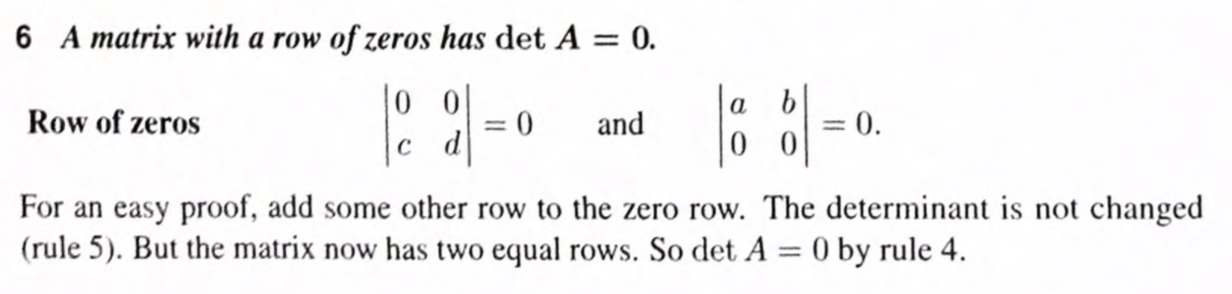 6 A matrix with a row of zeros has det A = 0.
Row of zeros |0 0| = 0 and |a b| = 0.
|c d| |0 0|
For an easy proof, add some other row to the zero row. The determinant is not changed
(rule 5). But the matrix now has two equal rows. So det A = 0 by rule 4.